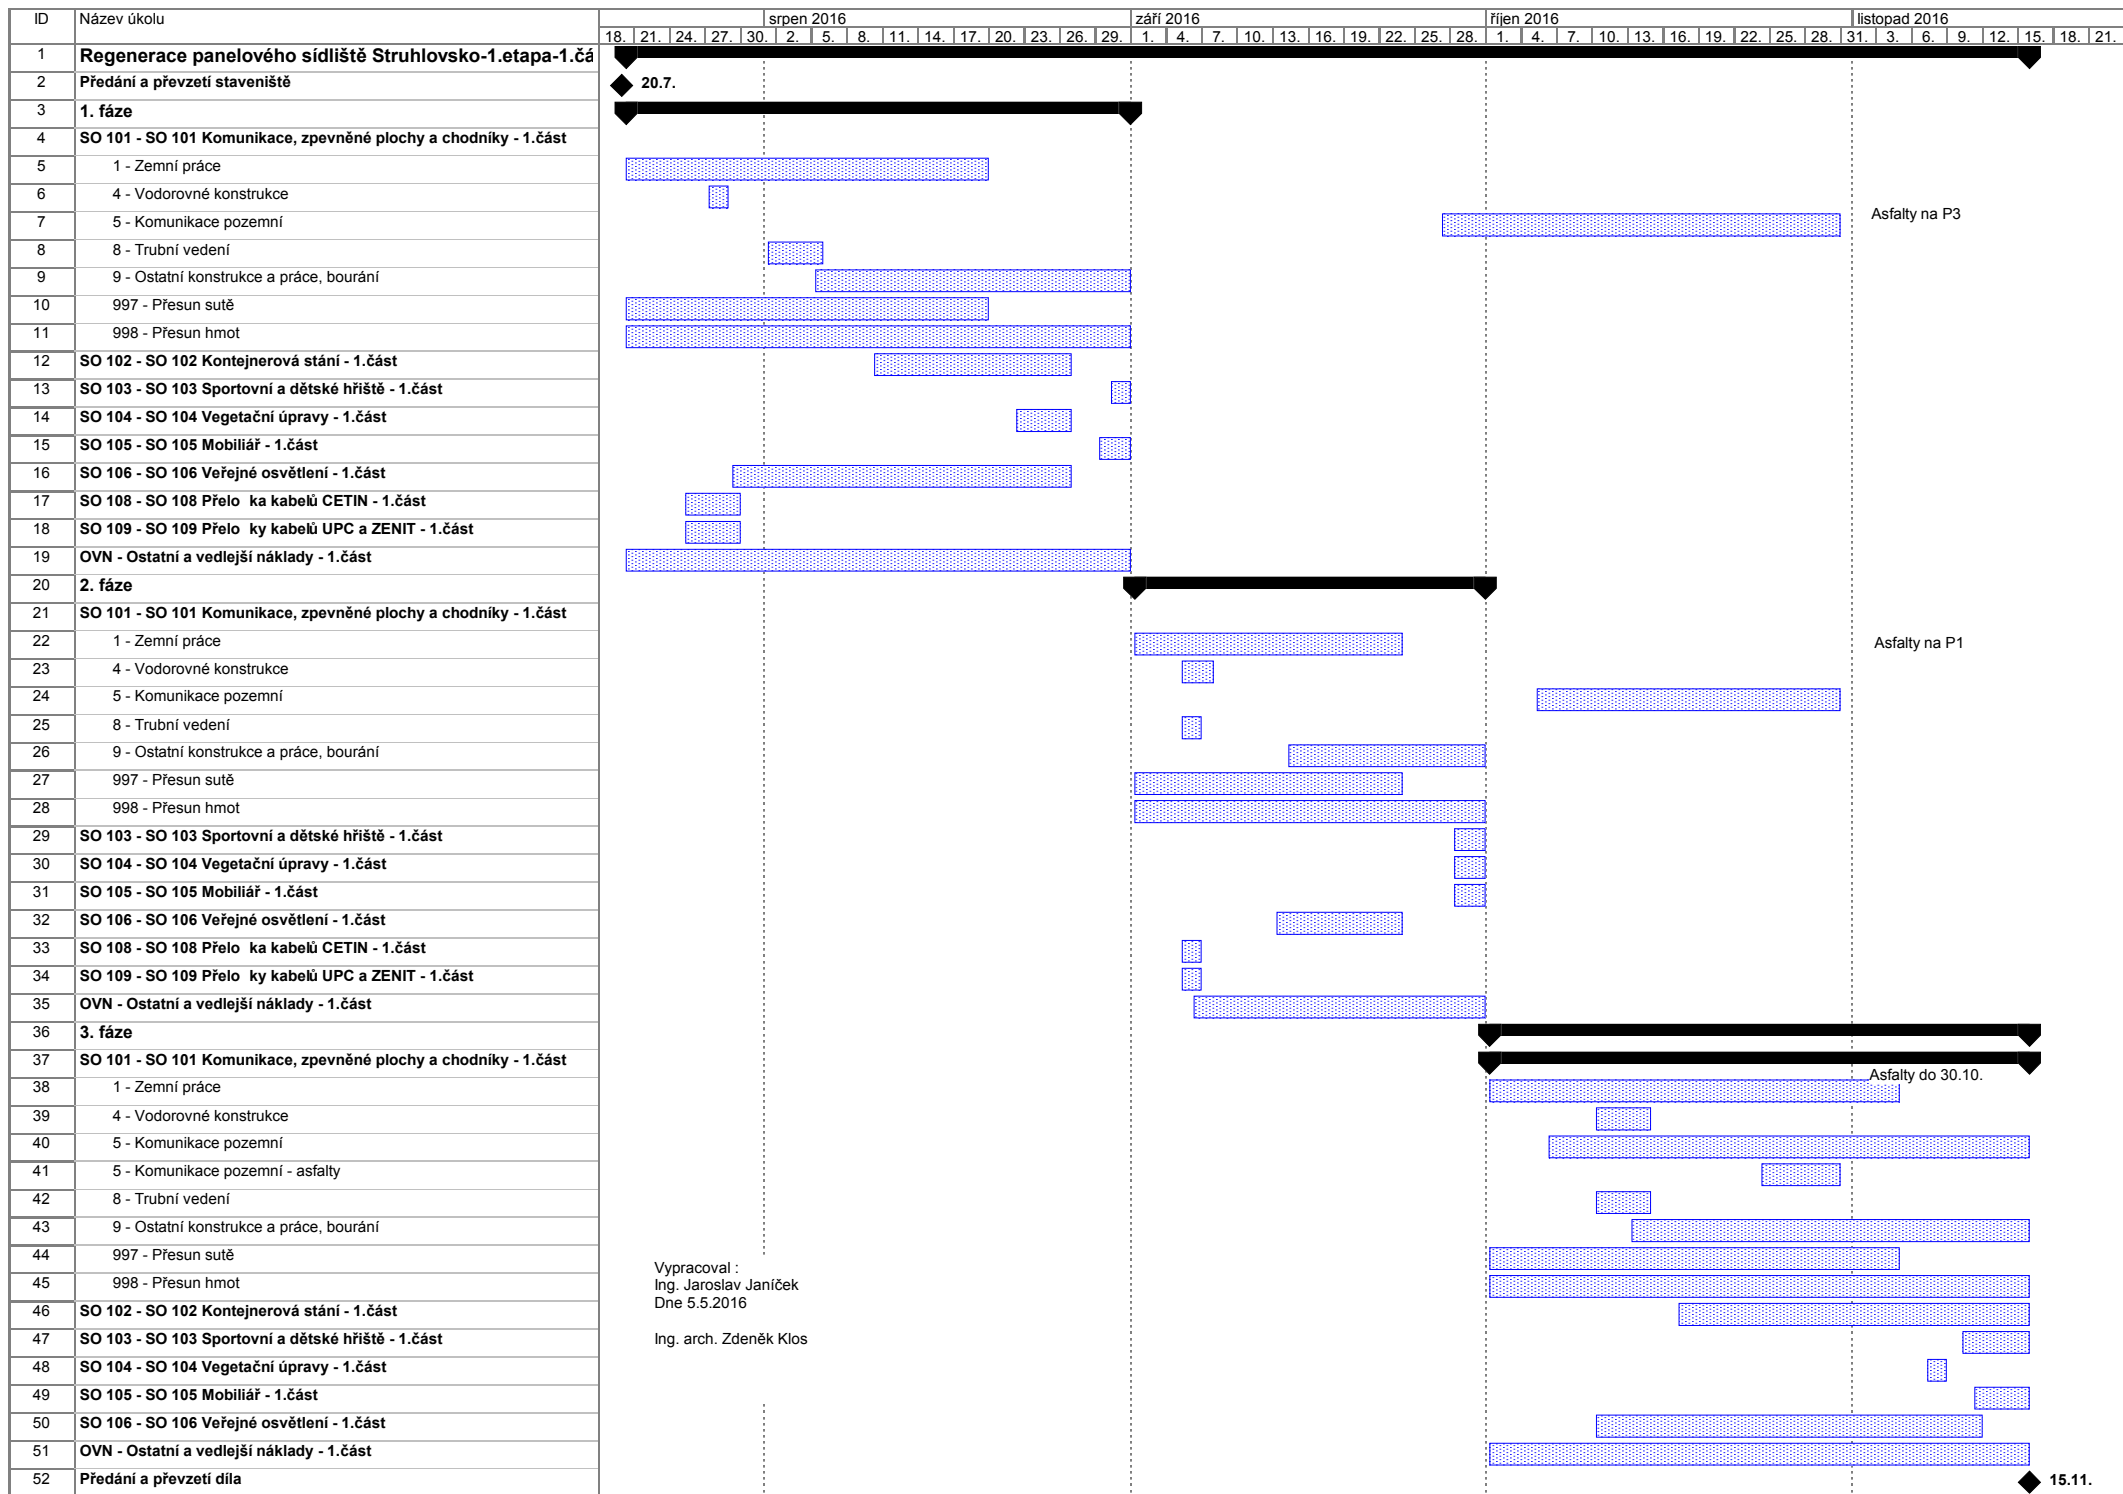 ID Název úkolu srpen 2016 září 2016 říjen 2016 listopad 2016
18. 21. 24. 27. 30. 2. 5. 8. 11. 14. 17. 20. 23. 26. 29. 1. 4. 7. 10. 13. 16. 19. 22. 25. 28. 1. 4. 7. 10. 13. 16. 19. 22. 25. 28. 31. 3. 6. 9. 12. 15. 18. 21.
1 Regenerace panelového sídliště Struhlovsko-1.etapa-1.čá
2 Předání a převzetí staveniště 20.7.
3 1. fáze
4 SO 101 - SO 101 Komunikace, zpevněné plochy a chodníky - 1.část
5 1 - Zemní práce
6 4 - Vodorovné konstrukce
7 5 - Komunikace pozemní Asfalty na P3
8 8 - Trubní vedení
9 9 - Ostatní konstrukce a práce, bourání
10 997 - Přesun sutě
11 998 - Přesun hmot
12 SO 102 - SO 102 Kontejnerová stání - 1.část
13 SO 103 - SO 103 Sportovní a dětské hřiště - 1.část
14 SO 104 - SO 104 Vegetační úpravy - 1.část
15 SO 105 - SO 105 Mobiliář - 1.část
16 SO 106 - SO 106 Veřejné osvětlení - 1.část
17 SO 108 - SO 108 Přelo ka kabelů CETIN - 1.část
18 SO 109 - SO 109 Přelo ky kabelů UPC a ZENIT - 1.část
19 OVN - Ostatní a vedlejší náklady - 1.část
20 2. fáze
21 SO 101 - SO 101 Komunikace, zpevněné plochy a chodníky - 1.část
22 1 - Zemní práce Asfalty na P1
23 4 - Vodorovné konstrukce
24 5 - Komunikace pozemní
25 8 - Trubní vedení
26 9 - Ostatní konstrukce a práce, bourání
27 997 - Přesun sutě
28 998 - Přesun hmot
29 SO 103 - SO 103 Sportovní a dětské hřiště - 1.část
30 SO 104 - SO 104 Vegetační úpravy - 1.část
31 SO 105 - SO 105 Mobiliář - 1.část
32 SO 106 - SO 106 Veřejné osvětlení - 1.část
33 SO 108 - SO 108 Přelo ka kabelů CETIN - 1.část
34 SO 109 - SO 109 Přelo ky kabelů UPC a ZENIT - 1.část
35 OVN - Ostatní a vedlejší náklady - 1.část
36 3. fáze
37 SO 101 - SO 101 Komunikace, zpevněné plochy a chodníky - 1.část
38 1 - Zemní práce Asfalty do 30.10.
39 4 - Vodorovné konstrukce
40 5 - Komunikace pozemní
41 5 - Komunikace pozemní - asfalty
42 8 - Trubní vedení
43 9 - Ostatní konstrukce a práce, bourání
44 997 - Přesun sutě
45 998 - Přesun hmot
46 SO 102 - SO 102 Kontejnerová stání - 1.část
47 SO 103 - SO 103 Sportovní a dětské hřiště - 1.část
48 SO 104 - SO 104 Vegetační úpravy - 1.část
49 SO 105 - SO 105 Mobiliář - 1.část
50 SO 106 - SO 106 Veřejné osvětlení - 1.část
51 OVN - Ostatní a vedlejší náklady - 1.část
52 Předání a převzetí díla 15.11.
Vypracoval :
Ing. Jaroslav Janíček
Dne 5.5.2016
Ing. arch. Zdeněk Klos